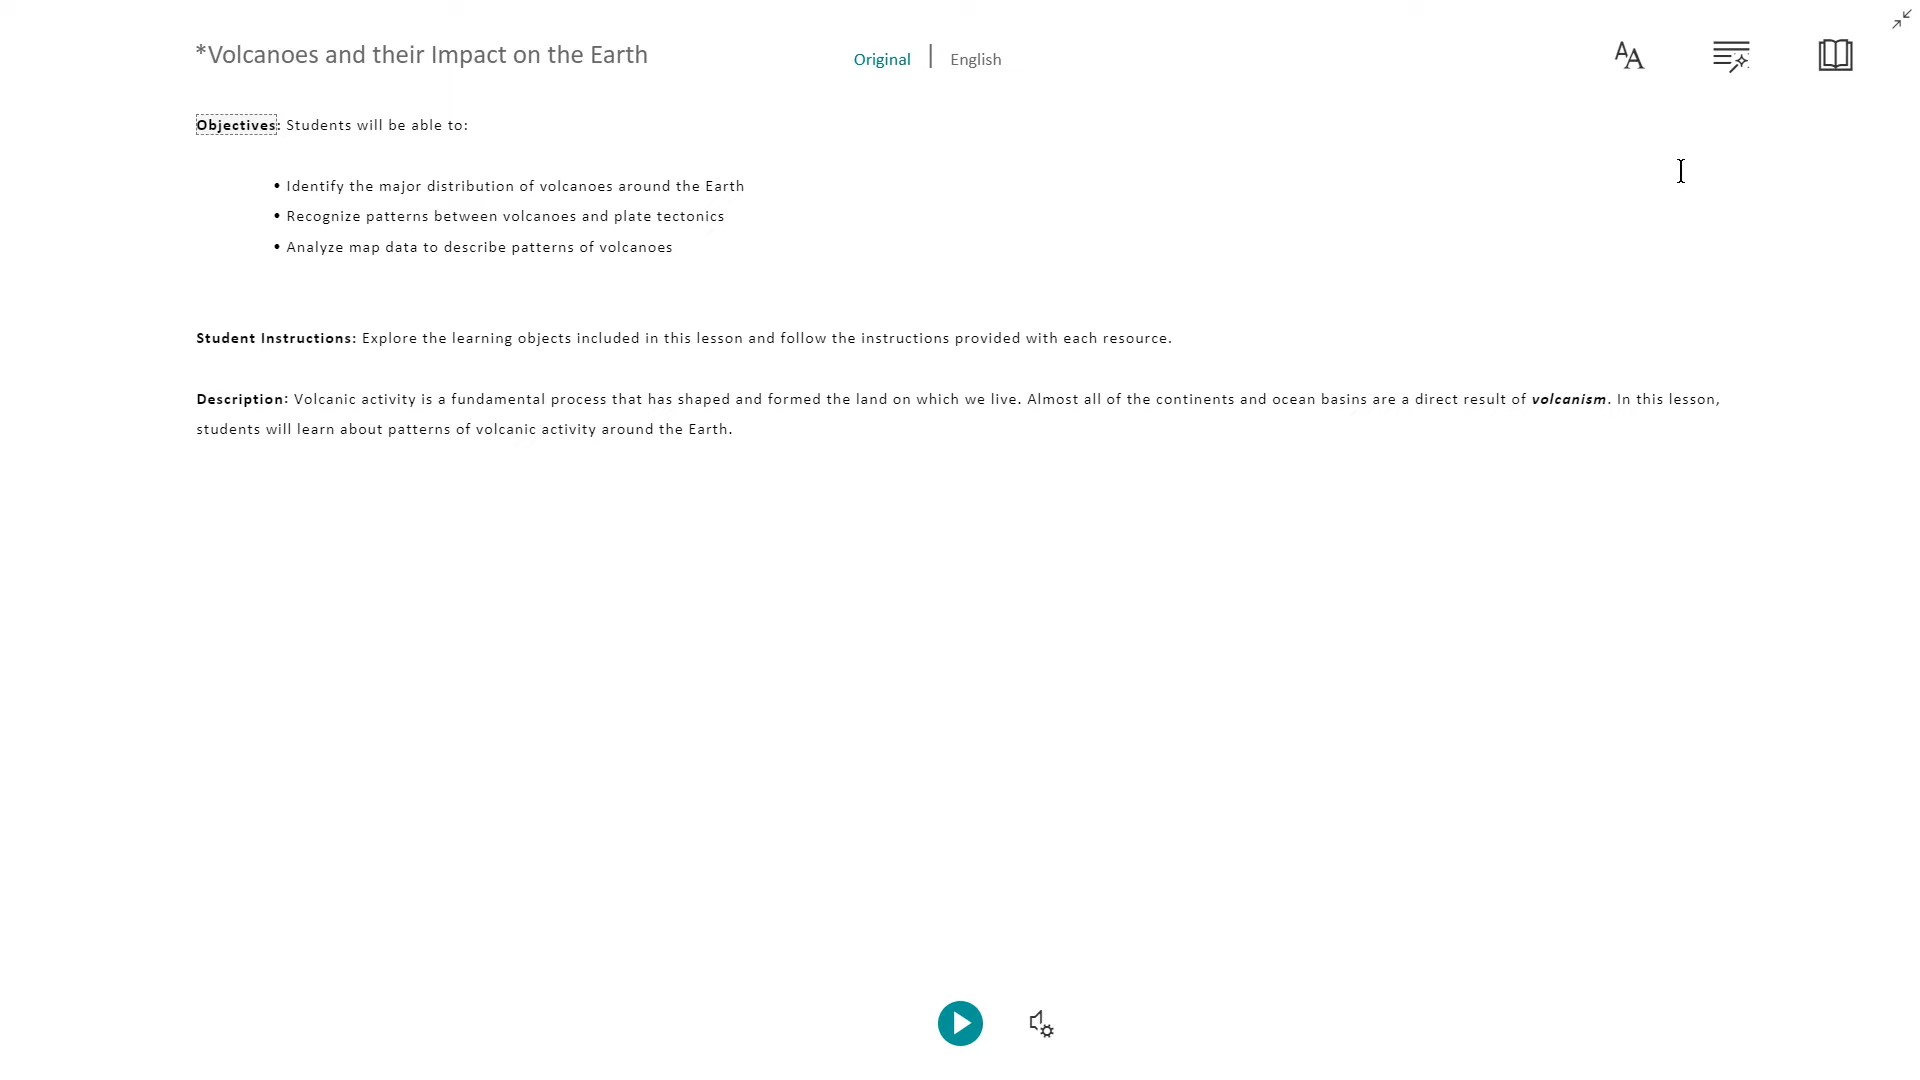 *Volcanoes and their Impact on the Earth
Original | English
Objectives: Students will be able to:
• Identify the major distribution of volcanoes around the Earth
• Recognize patterns between volcanoes and plate tectonics
• Analyze map data to describe patterns of volcanoes
Student Instructions: Explore the learning objects included in this lesson and follow the instructions provided with each resource.
Description: Volcanic activity is a fundamental process that has shaped and formed the land on which we live. Almost all of the continents and ocean basins are a direct result of volcanism. In this lesson,
students will learn about patterns of volcanic activity around the Earth.